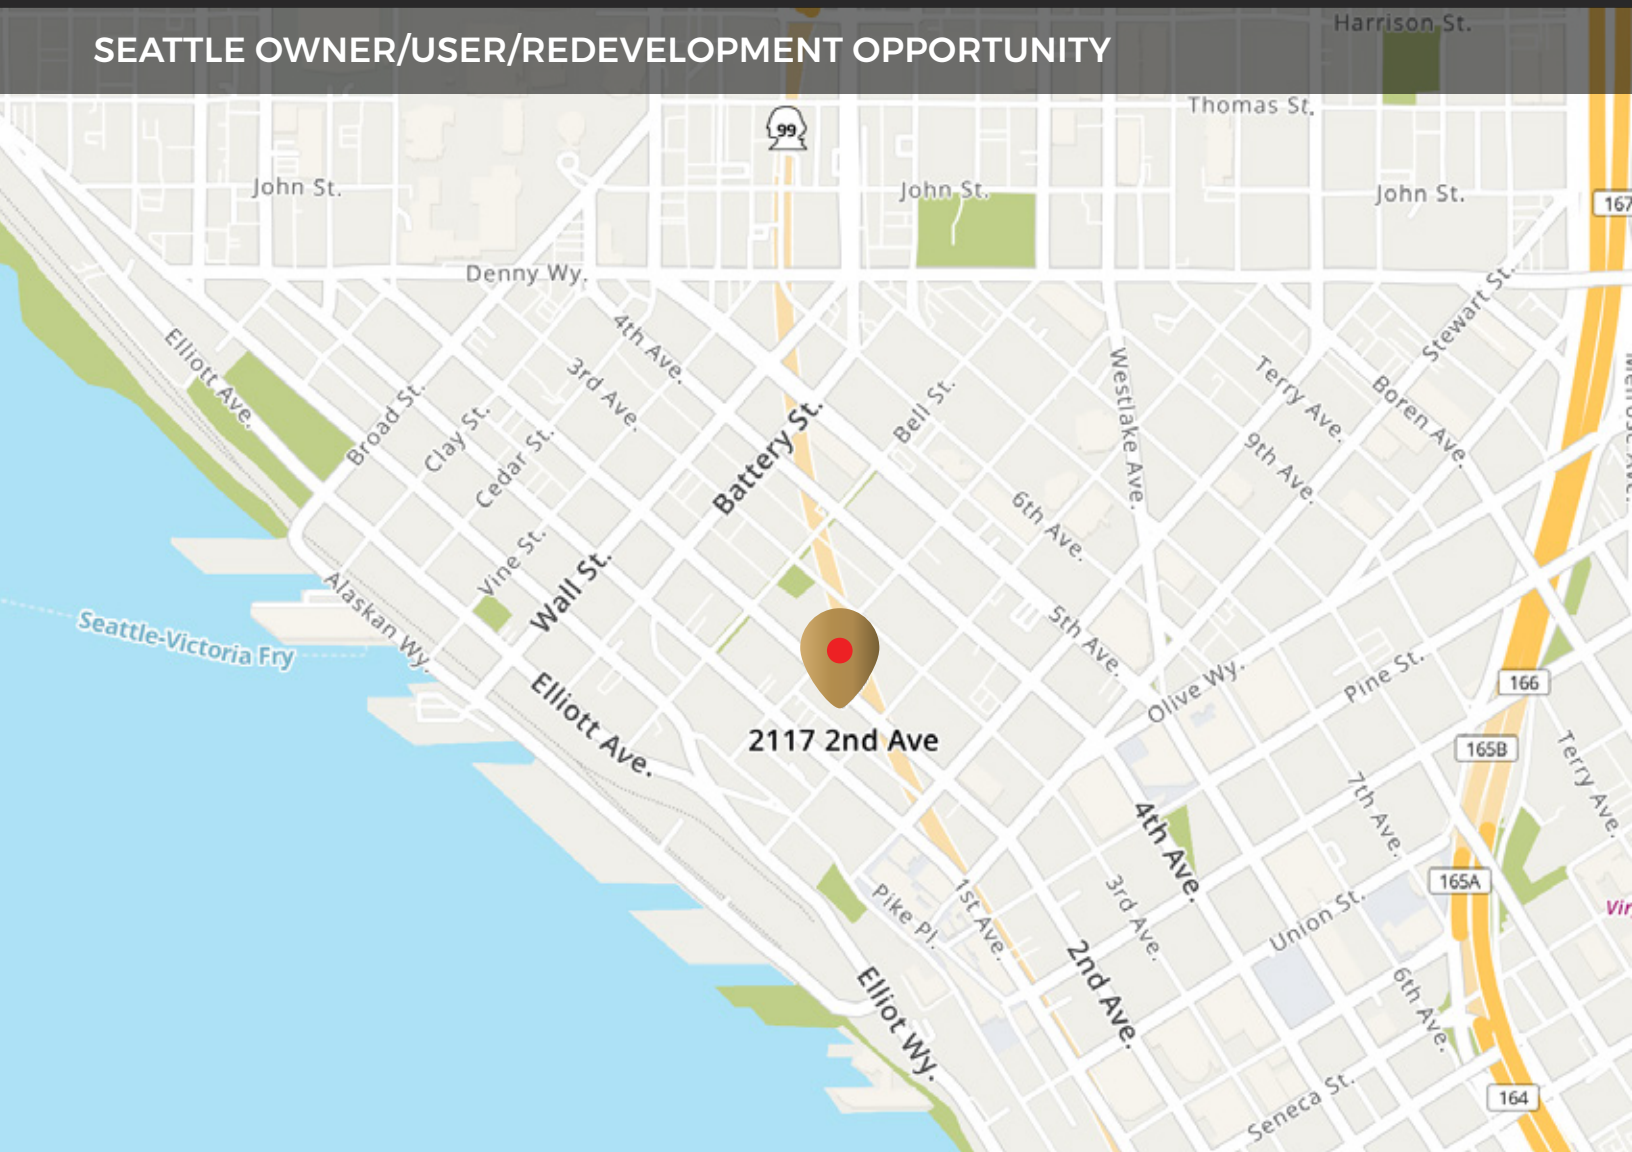 SEATTLE OWNER/USER/REDEVELOPMENT OPPORTUNITY
Harrison St.
Thomas St.
99
John St.
John St.
John St.
167
Denny Wy.
Stewart St.
4th Ave.
Elliott Ave.
3rd Ave.
Westlake Ave.
Terry Ave.
Boren Ave.
Broad St.
Clay St.
Cedar St.
Battery St.
Bell St.
9th Ave.
6th Ave.
Vine St.
Wall St.
Alaskan Wy.
Seattle-Victoria Fry
5th Ave.
Olive Wy.
Pine St.
166
Elliott Ave.
2117 2nd Ave
165B
Terry Ave.
7th Ave.
4th Ave.
165A
Pike Pl.
1st Ave.
3rd Ave.
Union St.
2nd Ave.
Elliot Wy.
6th Ave.
Seneca St.
164